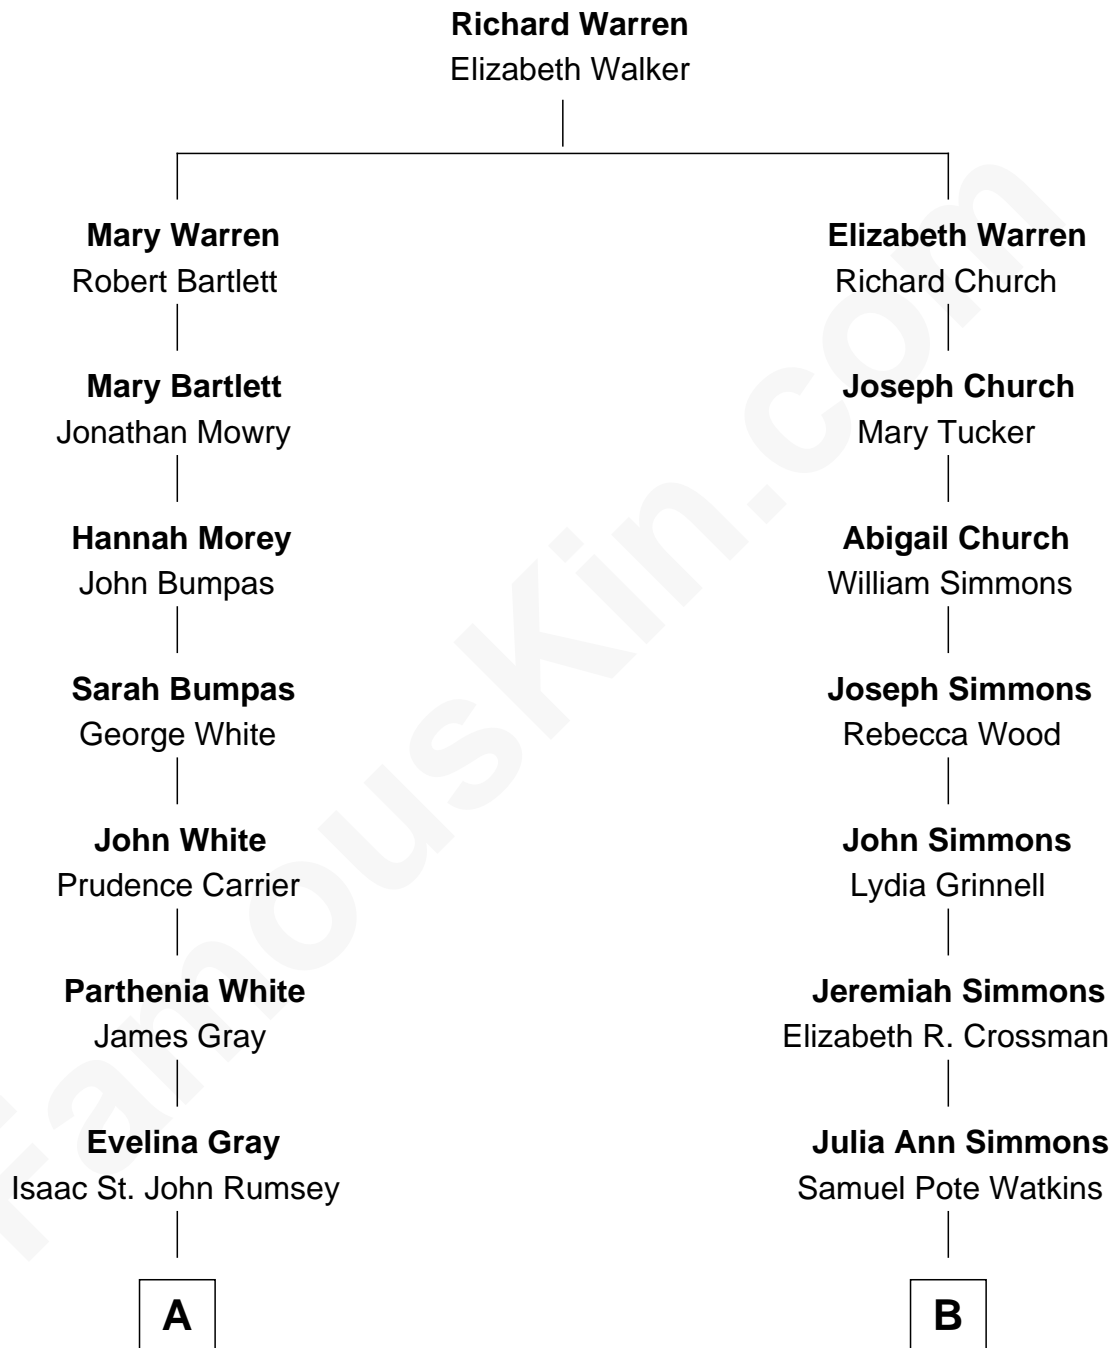 Richard Warren
Elizabeth Walker
Mary Warren
Robert Bartlett
Elizabeth Warren
Richard Church
Mary Bartlett
Jonathan Mowry
Joseph Church
Mary Tucker
Hannah Morey
John Bumpas
Abigail Church
William Simmons
Sarah Bumpas
George White
Joseph Simmons
Rebecca Wood
John White
Prudence Carrier
John Simmons
Lydia Grinnell
Parthenia White
James Gray
Jeremiah Simmons
Elizabeth R. Crossman
Evelina Gray
Isaac St. John Rumsey
Julia Ann Simmons
Samuel Pote Watkins
A
B
FamousKin.com